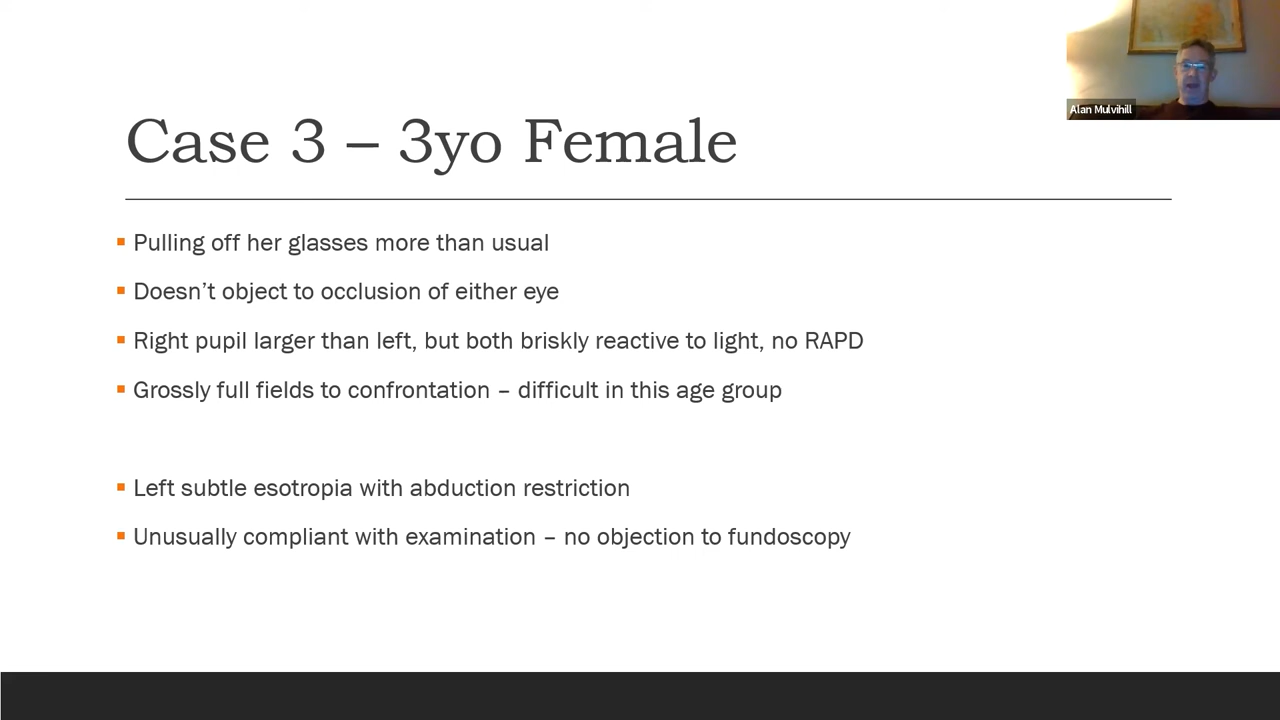 Alan Mulvihill
Case 3 – 3yo Female
Pulling off her glasses more than usual
Doesn’t object to occlusion of either eye
Right pupil larger than left, but both briskly reactive to light, no RAPD
Grossly full fields to confrontation – difficult in this age group
Left subtle esotropia with abduction restriction
Unusually compliant with examination – no objection to fundoscopy